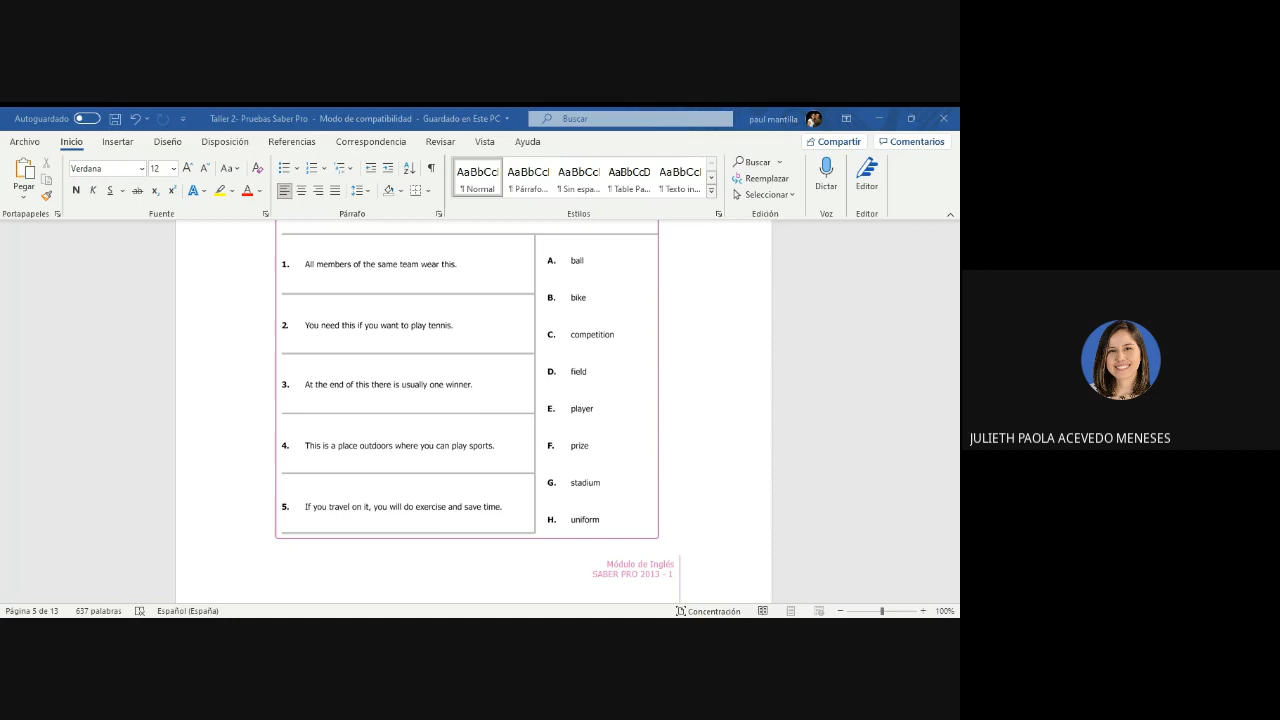 Autoguardado
Taller 2- Pruebas Saber Pro - Modo de compatibilidad - Guardado en Este PC
Buscar
paul mantilla
Archivo Inicio Insertar Diseño Disposición Referencias Correspondencia Revisar Vista Ayuda
Compartir Comentarios
Pegar
Verdana 12
N K S
AaBbCc AaBbCc AaBbCc AaBbCcD AaBbCc
¶ Normal ¶ Párrafo... ¶ Sin espa... ¶ Table Pa... ¶ Texto in...
Buscar
Reemplazar
Seleccionar
Dictar
Editor
Portapapeles Fuente Párrafo Estilos Edición Voz Editor
1. All members of the same team wear this.
2. You need this if you want to play tennis.
3. At the end of this there is usually one winner.
4. This is a place outdoors where you can play sports.
5. If you travel on it, you will do exercise and save time.
A. ball
B. bike
C. competition
D. field
E. player
F. prize
G. stadium
H. uniform
Módulo de Inglés
SABER PRO 2013 - 1
Página 5 de 13 637 palabras Español (España) Concentración 100%
JULIETH PAOLA ACEVEDO MENESES